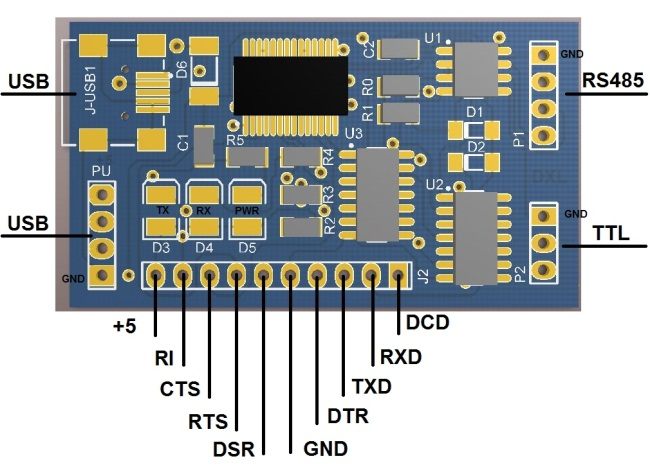 USB
J-USB1
D6
C2
U1
GND
RS485
R0
R1
D1
P1
U3
C1
R5
R4
D2
PU
R3
U2
GND
TX
RX
PWR
R2
USB
TTL
D3
D4
D5
GND
J2
P2
+5
DCD
RI
RXD
CTS
TXD
RTS
DTR
DSR
GND